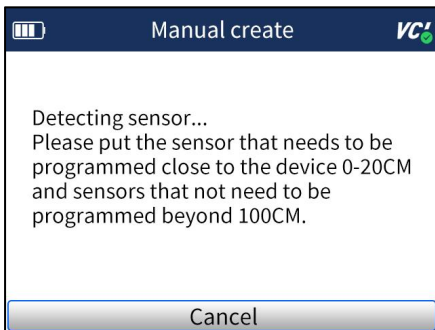 Manual create
VCI
Detecting sensor...
Please put the sensor that needs to be
programmed close to the device 0-20CM
and sensors that not need to be
programmed beyond 100CM.
Cancel